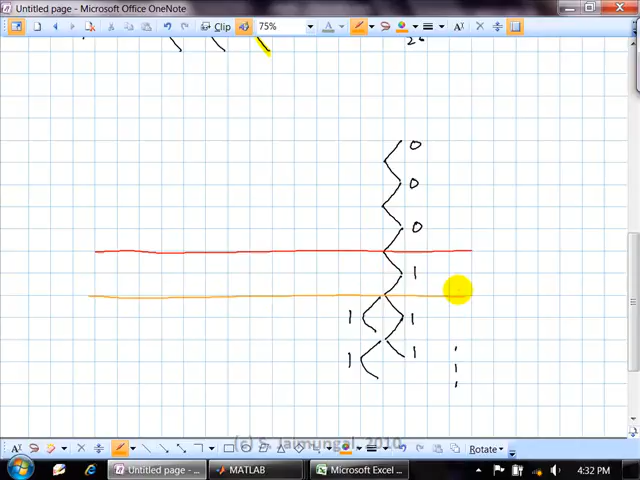 Untitled page - Microsoft Office OneNote
Clip 75%
0
0
0
1
1 1
1 1
(c) S. Jaimungal, 2010
Rotate
Untitled page - ... MATLAB Microsoft Excel ... 4:32 PM